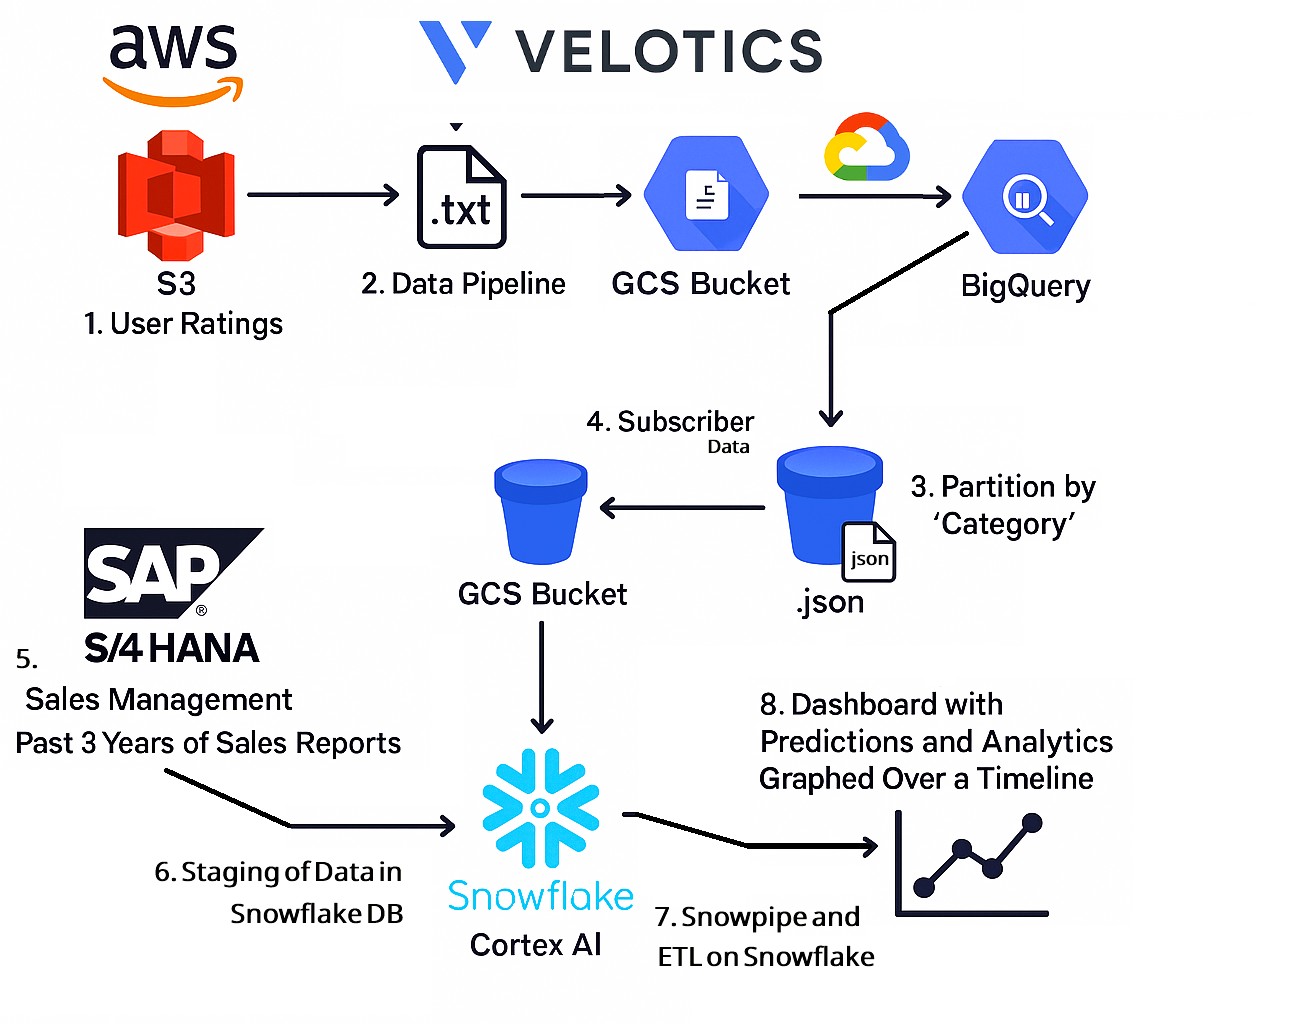 aws
VELOTICS
.txt
S3
1. User Ratings
2. Data Pipeline
GCS Bucket
BigQuery
4. Subscriber
Data
3. Partition by
‘Category’
json
.json
GCS Bucket
SAP®
S/4 HANA
5.
Sales Management
Past 3 Years of Sales Reports
8. Dashboard with
Predictions and Analytics
Graphed Over a Timeline
6. Staging of Data in
Snowflake DB
Snowflake
Cortex AI
7. Snowpipe and
ETL on Snowflake